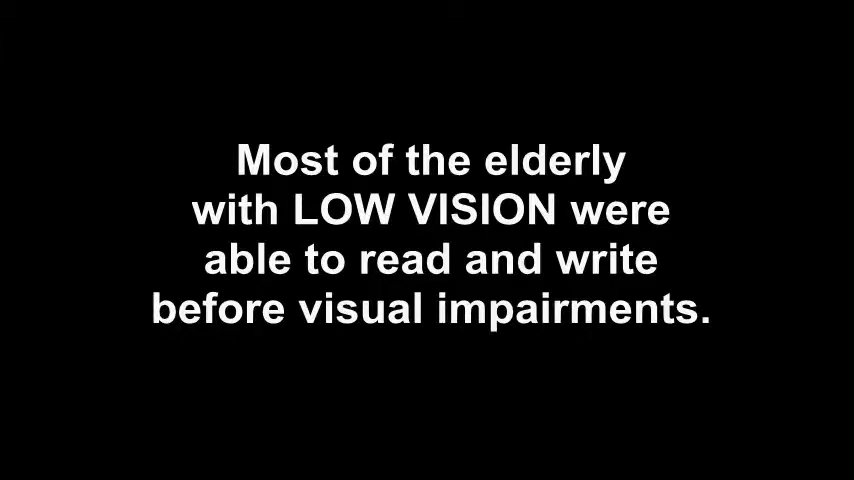 Most of the elderly
with LOW VISION were
able to read and write
before visual impairments.